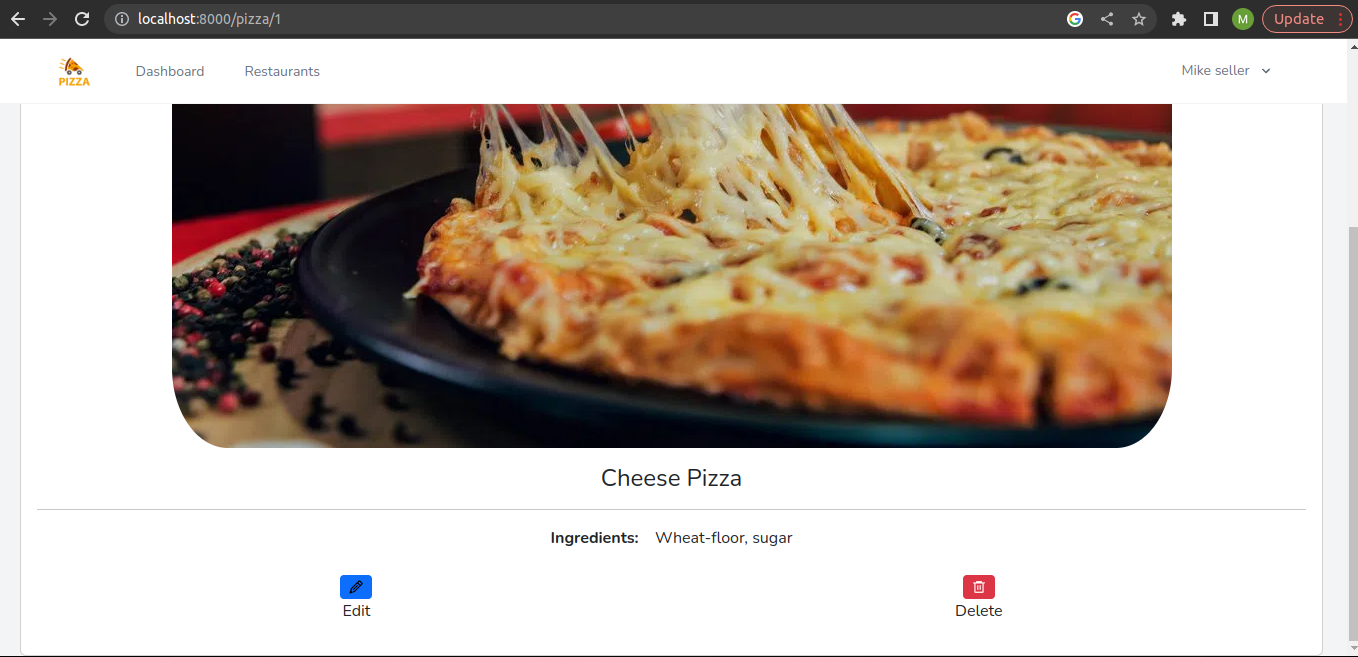 localhost:8000/pizza/1
M
Update
PIZZA
Dashboard
Restaurants
Mike seller
Cheese Pizza
Ingredients: Wheat-floor, sugar
Edit
Delete